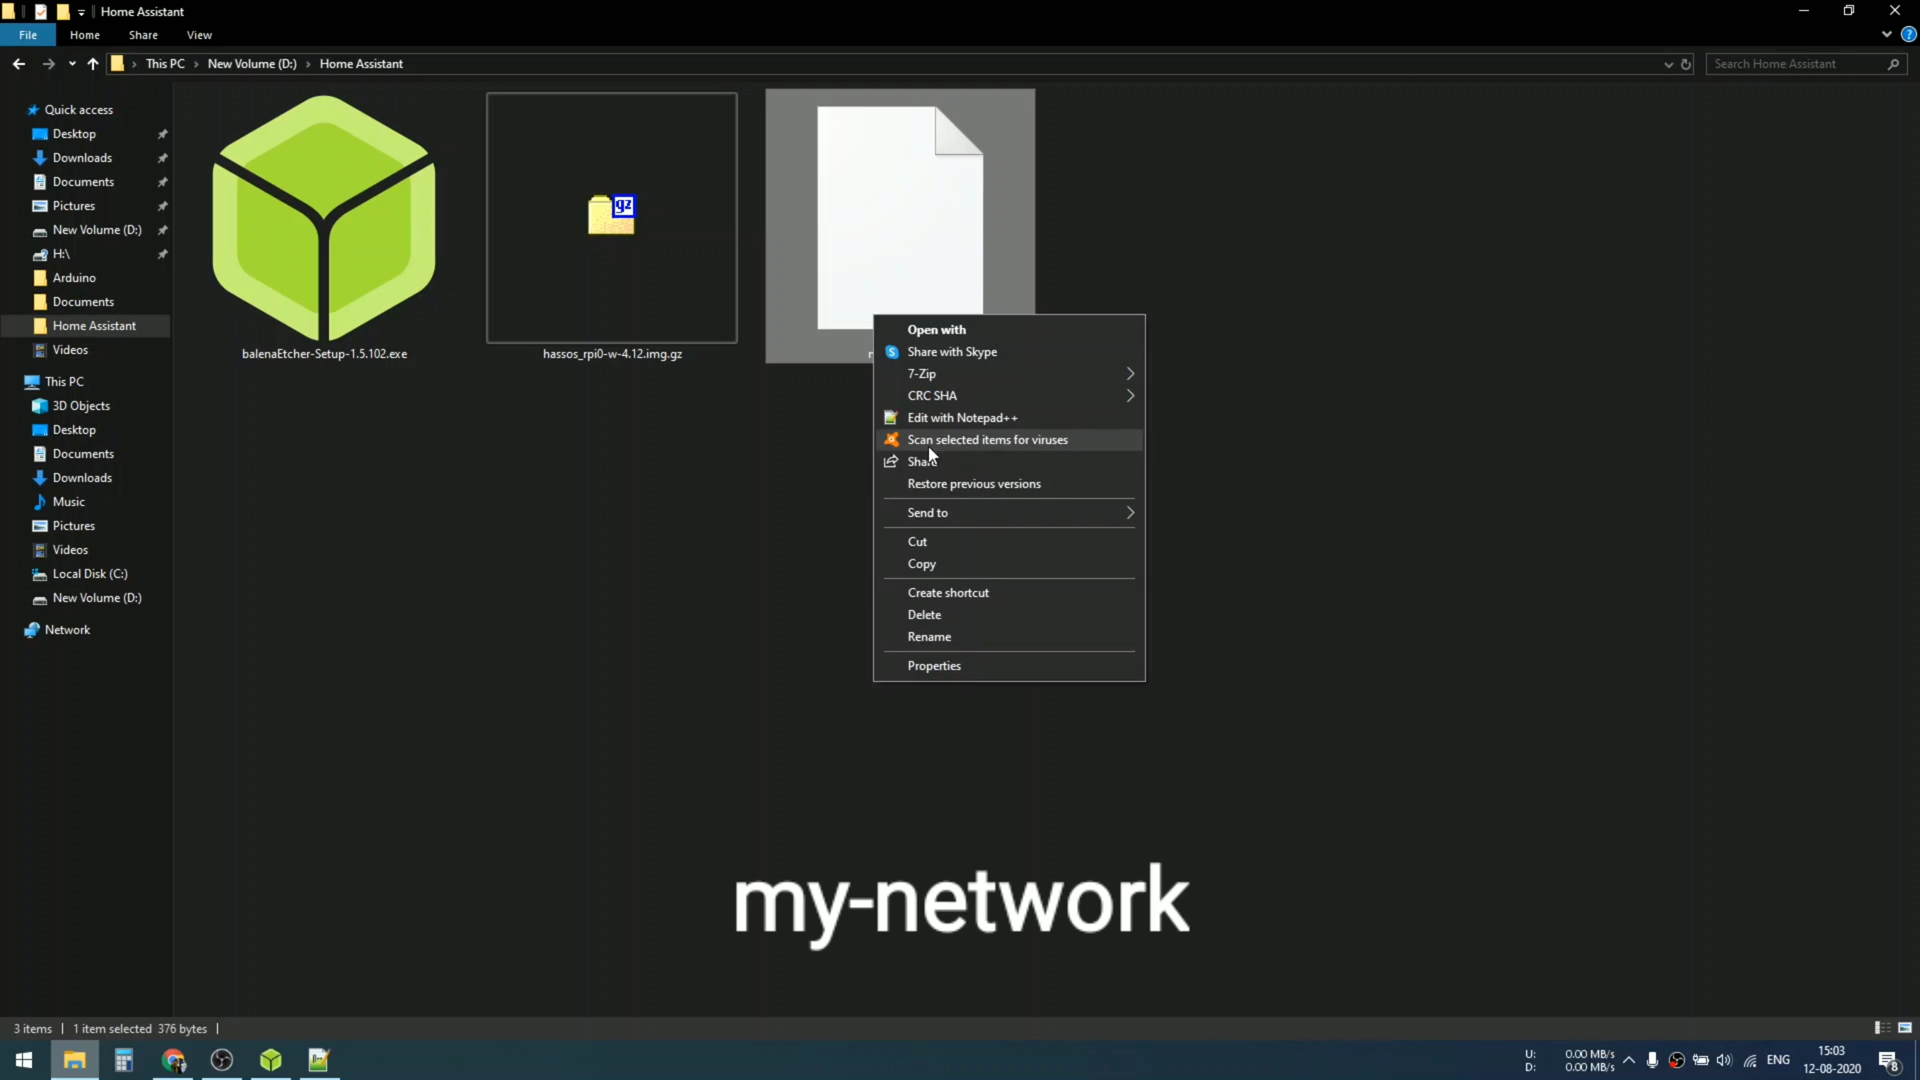 Home Assistant
File Home Share View
This PC New Volume (D:) Home Assistant
Search Home Assistant
Quick access
Desktop
Downloads
Documents
Pictures
New Volume (D:)
H:\
Arduino
Documents
Home Assistant
Videos
This PC
3D Objects
Desktop
Documents
Downloads
Music
Pictures
Videos
Local Disk (C:)
New Volume (D:)
Network
gz
balenaEtcher-Setup-1.5.102.exe
hassos_rpi0-w-4.12.img.gz
Open with
Share with Skype
7-Zip
CRC SHA
Edit with Notepad++
Scan selected items for viruses
Share
Restore previous versions
Send to
Cut
Copy
Create shortcut
Delete
Rename
Properties
my-network
3 items 1 item selected 376 bytes
U: 0.00 MB/s
D: 0.00 MB/s
ENG
15:03
12-08-2020
8